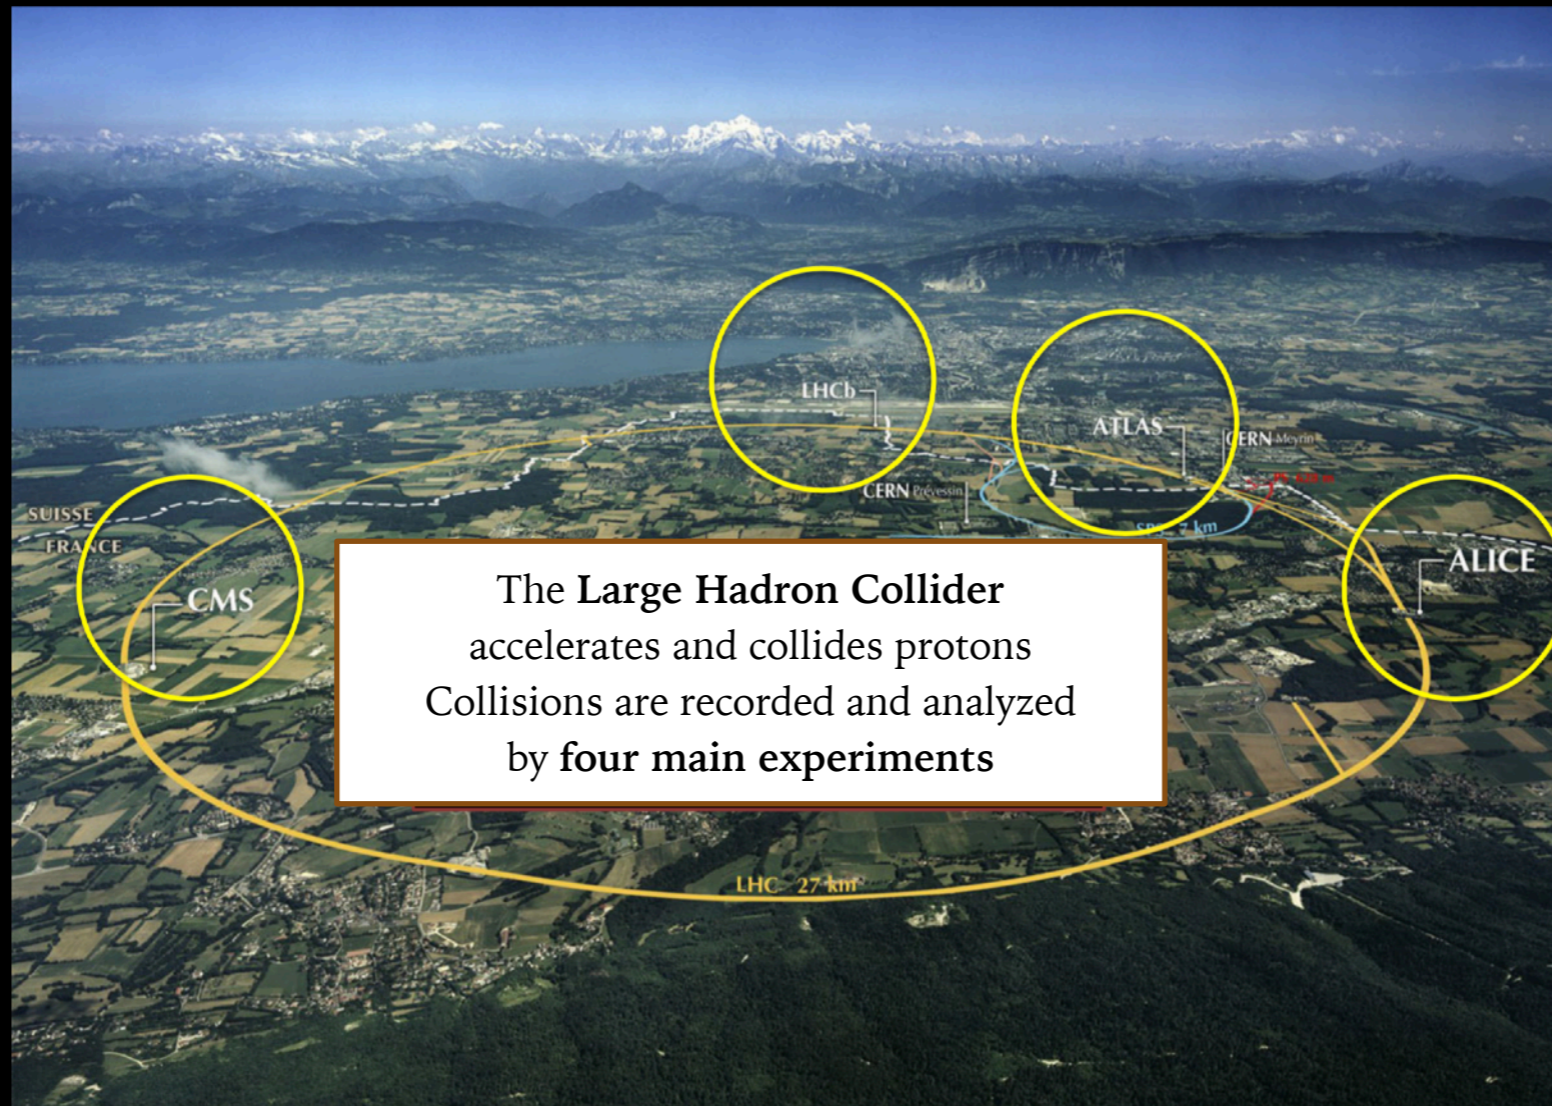 LHCb
ATLAS
CERN Meyrin
CERN Prévessin
SUISSE
FRANCE
CMS
ALICE
The Large Hadron Collider
accelerates and collides protons
Collisions are recorded and analyzed
by four main experiments
LHC 27 km